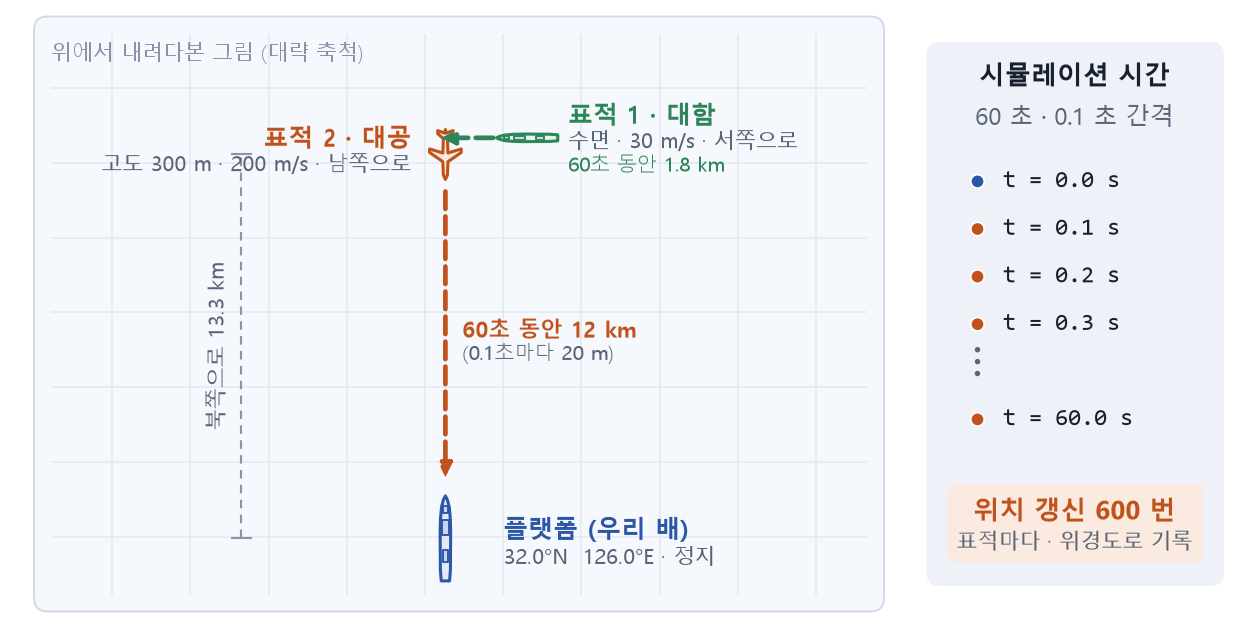 위에서 내려다본 그림 (대략 축척)
표적 1 · 대함
수면 · 30 m/s · 서쪽으로
60초 동안 1.8 km
표적 2 · 대공
고도 300 m · 200 m/s · 남쪽으로
북쪽으로 13.3 km
60초 동안 12 km
(0.1초마다 20 m)
플랫폼 (우리 배)
32.0°N 126.0°E · 정지
시뮬레이션 시간
60 초 · 0.1 초 간격
t = 0.0 s
t = 0.1 s
t = 0.2 s
t = 0.3 s
t = 60.0 s
위치 갱신 600 번
표적마다 · 위경도로 기록